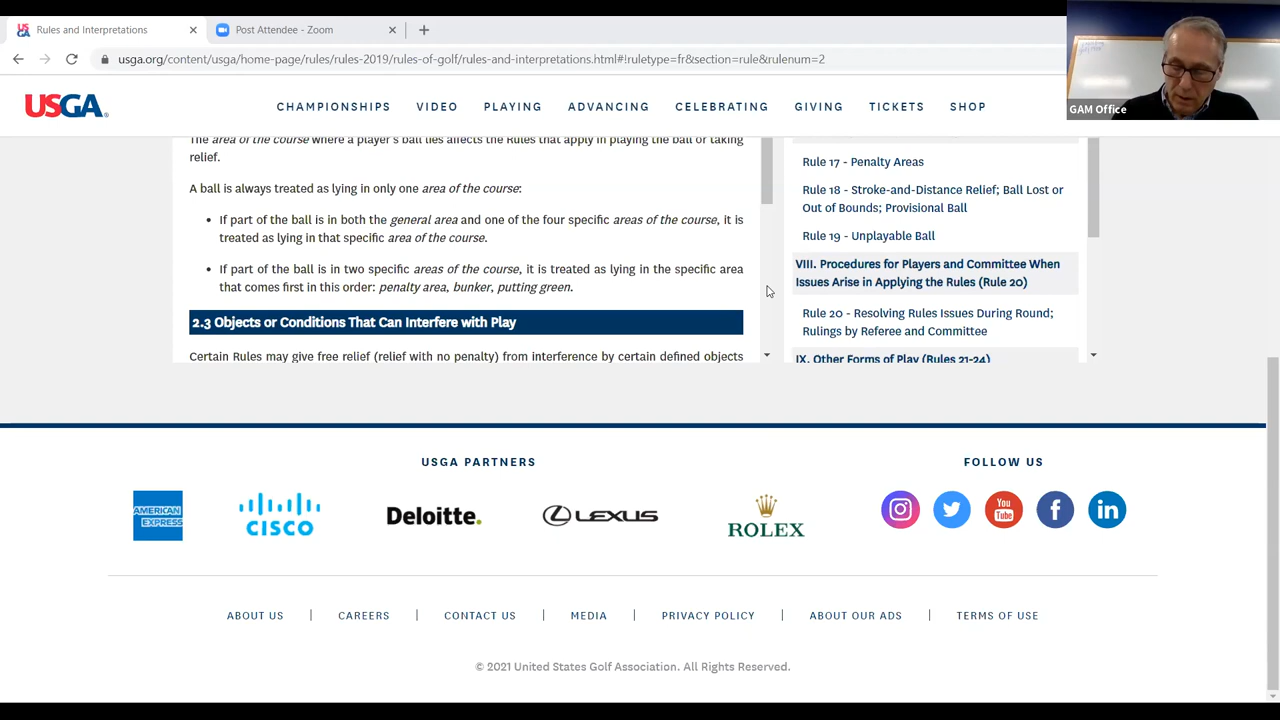 Rules and Interpretations
Post Attendee - Zoom
usga.org/content/usga/home-page/rules/rules-2019/rules-of-golf/rules-and-interpretations.html#!ruletype=fr&section=rule&rulenum=2
USGA
CHAMPIONSHIPS VIDEO PLAYING ADVANCING CELEBRATING GIVING TICKETS SHOP
GAM Office
The area of the course where a player's ball lies affects the Rules that apply in playing the ball or taking
relief.
A ball is always treated as lying in only one area of the course:
• If part of the ball is in both the general area and one of the four specific areas of the course, it is
treated as lying in that specific area of the course.
• If part of the ball is in two specific areas of the course, it is treated as lying in the specific area
that comes first in this order: penalty area, bunker, putting green.
2.3 Objects or Conditions That Can Interfere with Play
Certain Rules may give free relief (relief with no penalty) from interference by certain defined objects
Rule 17 - Penalty Areas
Rule 18 - Stroke-and-Distance Relief; Ball Lost or
Out of Bounds; Provisional Ball
Rule 19 - Unplayable Ball
VIII. Procedures for Players and Committee When
Issues Arise in Applying the Rules (Rule 20)
Rule 20 - Resolving Rules Issues During Round;
Rulings by Referee and Committee
IX. Other Forms of Play (Rules 21-24)
USGA PARTNERS
AMERICAN
EXPRESS
CISCO
Deloitte.
LEXUS
ROLEX
FOLLOW US
You
Tube
f
in
ABOUT US | CAREERS | CONTACT US | MEDIA | PRIVACY POLICY | ABOUT OUR ADS | TERMS OF USE
© 2021 United States Golf Association. All Rights Reserved.